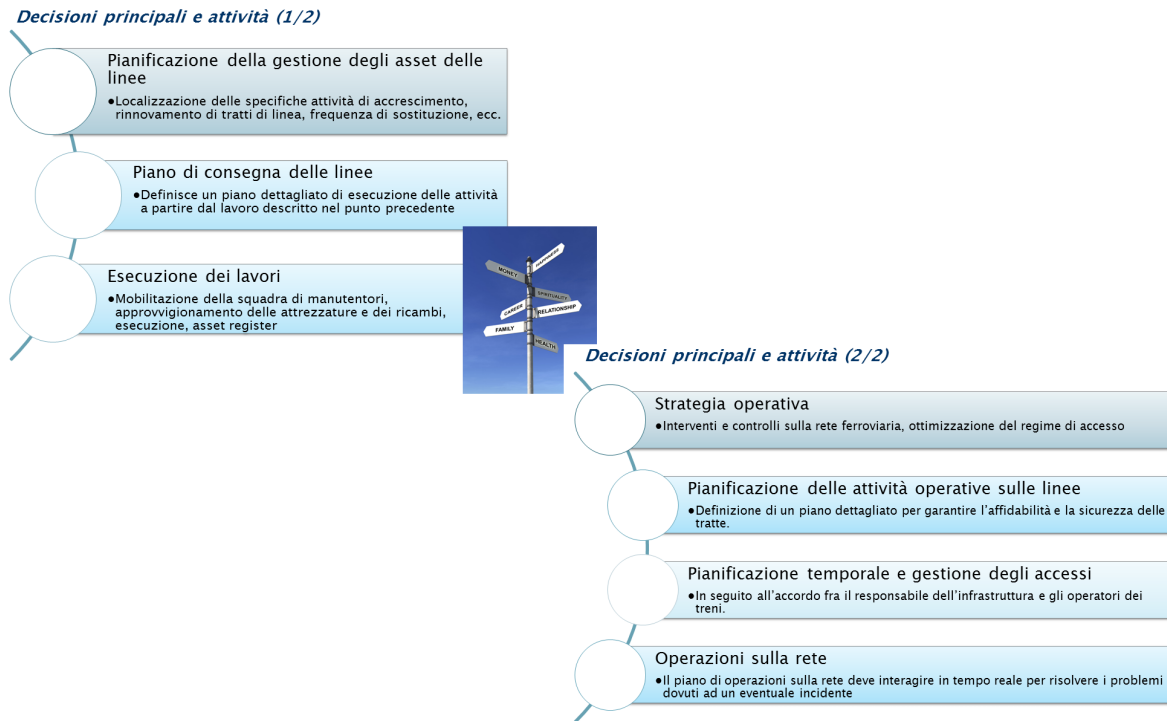 Decisioni principali e attività (1/2)
Pianificazione della gestione degli asset delle
linee
•Localizzazione delle specifiche attività di accrescimento,
rinnovamento di tratti di linea, frequenza di sostituzione, ecc.
Piano di consegna delle linee
•Definisce un piano dettagliato di esecuzione delle attività
a partire dal lavoro descritto nel punto precedente
Esecuzione dei lavori
•Mobilitazione della squadra di manutentori,
approvvigionamento delle attrezzature e dei ricambi,
esecuzione, asset register
HAPPINESS
MONEY
SPIRITUALITY
CAREER
RELATIONSHIP
FAMILY
HEALTH
Decisioni principali e attività (2/2)
Strategia operativa
•Interventi e controlli sulla rete ferroviaria, ottimizzazione del regime di accesso
Pianificazione delle attività operative sulle linee
•Definizione di un piano dettagliato per garantire l’affidabilità e la sicurezza delle
tratte.
Pianificazione temporale e gestione degli accessi
•In seguito all’accordo fra il responsabile dell’infrastruttura e gli operatori dei
treni.
Operazioni sulla rete
•Il piano di operazioni sulla rete deve interagire in tempo reale per risolvere i problemi
dovuti ad un eventuale incidente